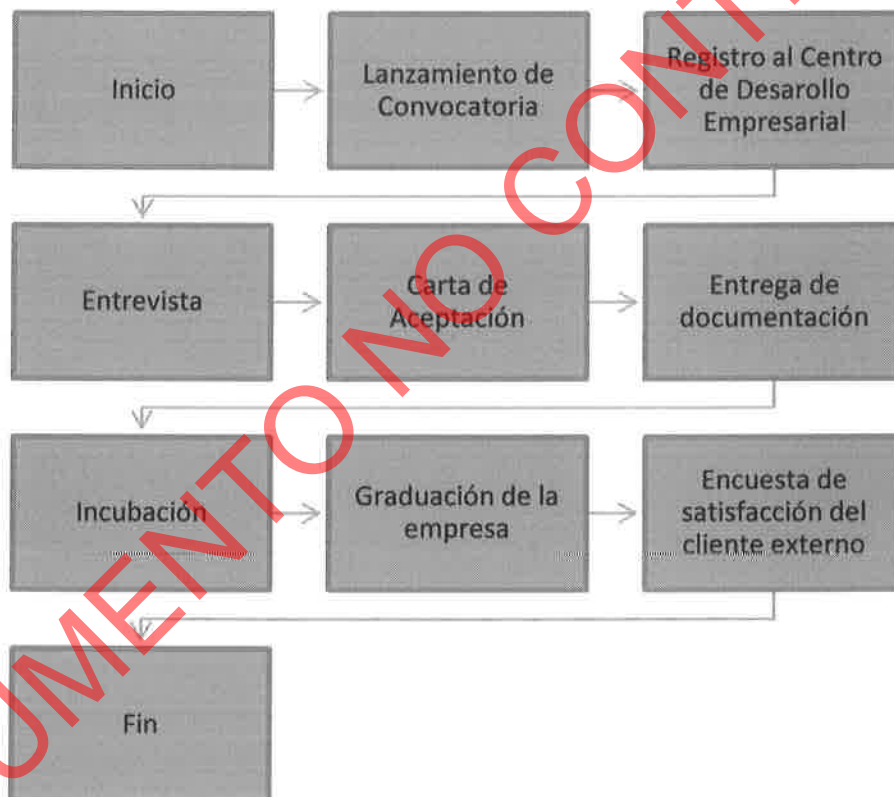 Inicio
Lanzamiento de
Convocatoria
Registro al Centro
de Desarollo
Empresarial
Entrevista
Carta de
Aceptación
Entrega de
documentación
Incubación
Graduación de la
empresa
Encuesta de
satisfacción del
cliente externo
Fin
UMENTO NO CONT